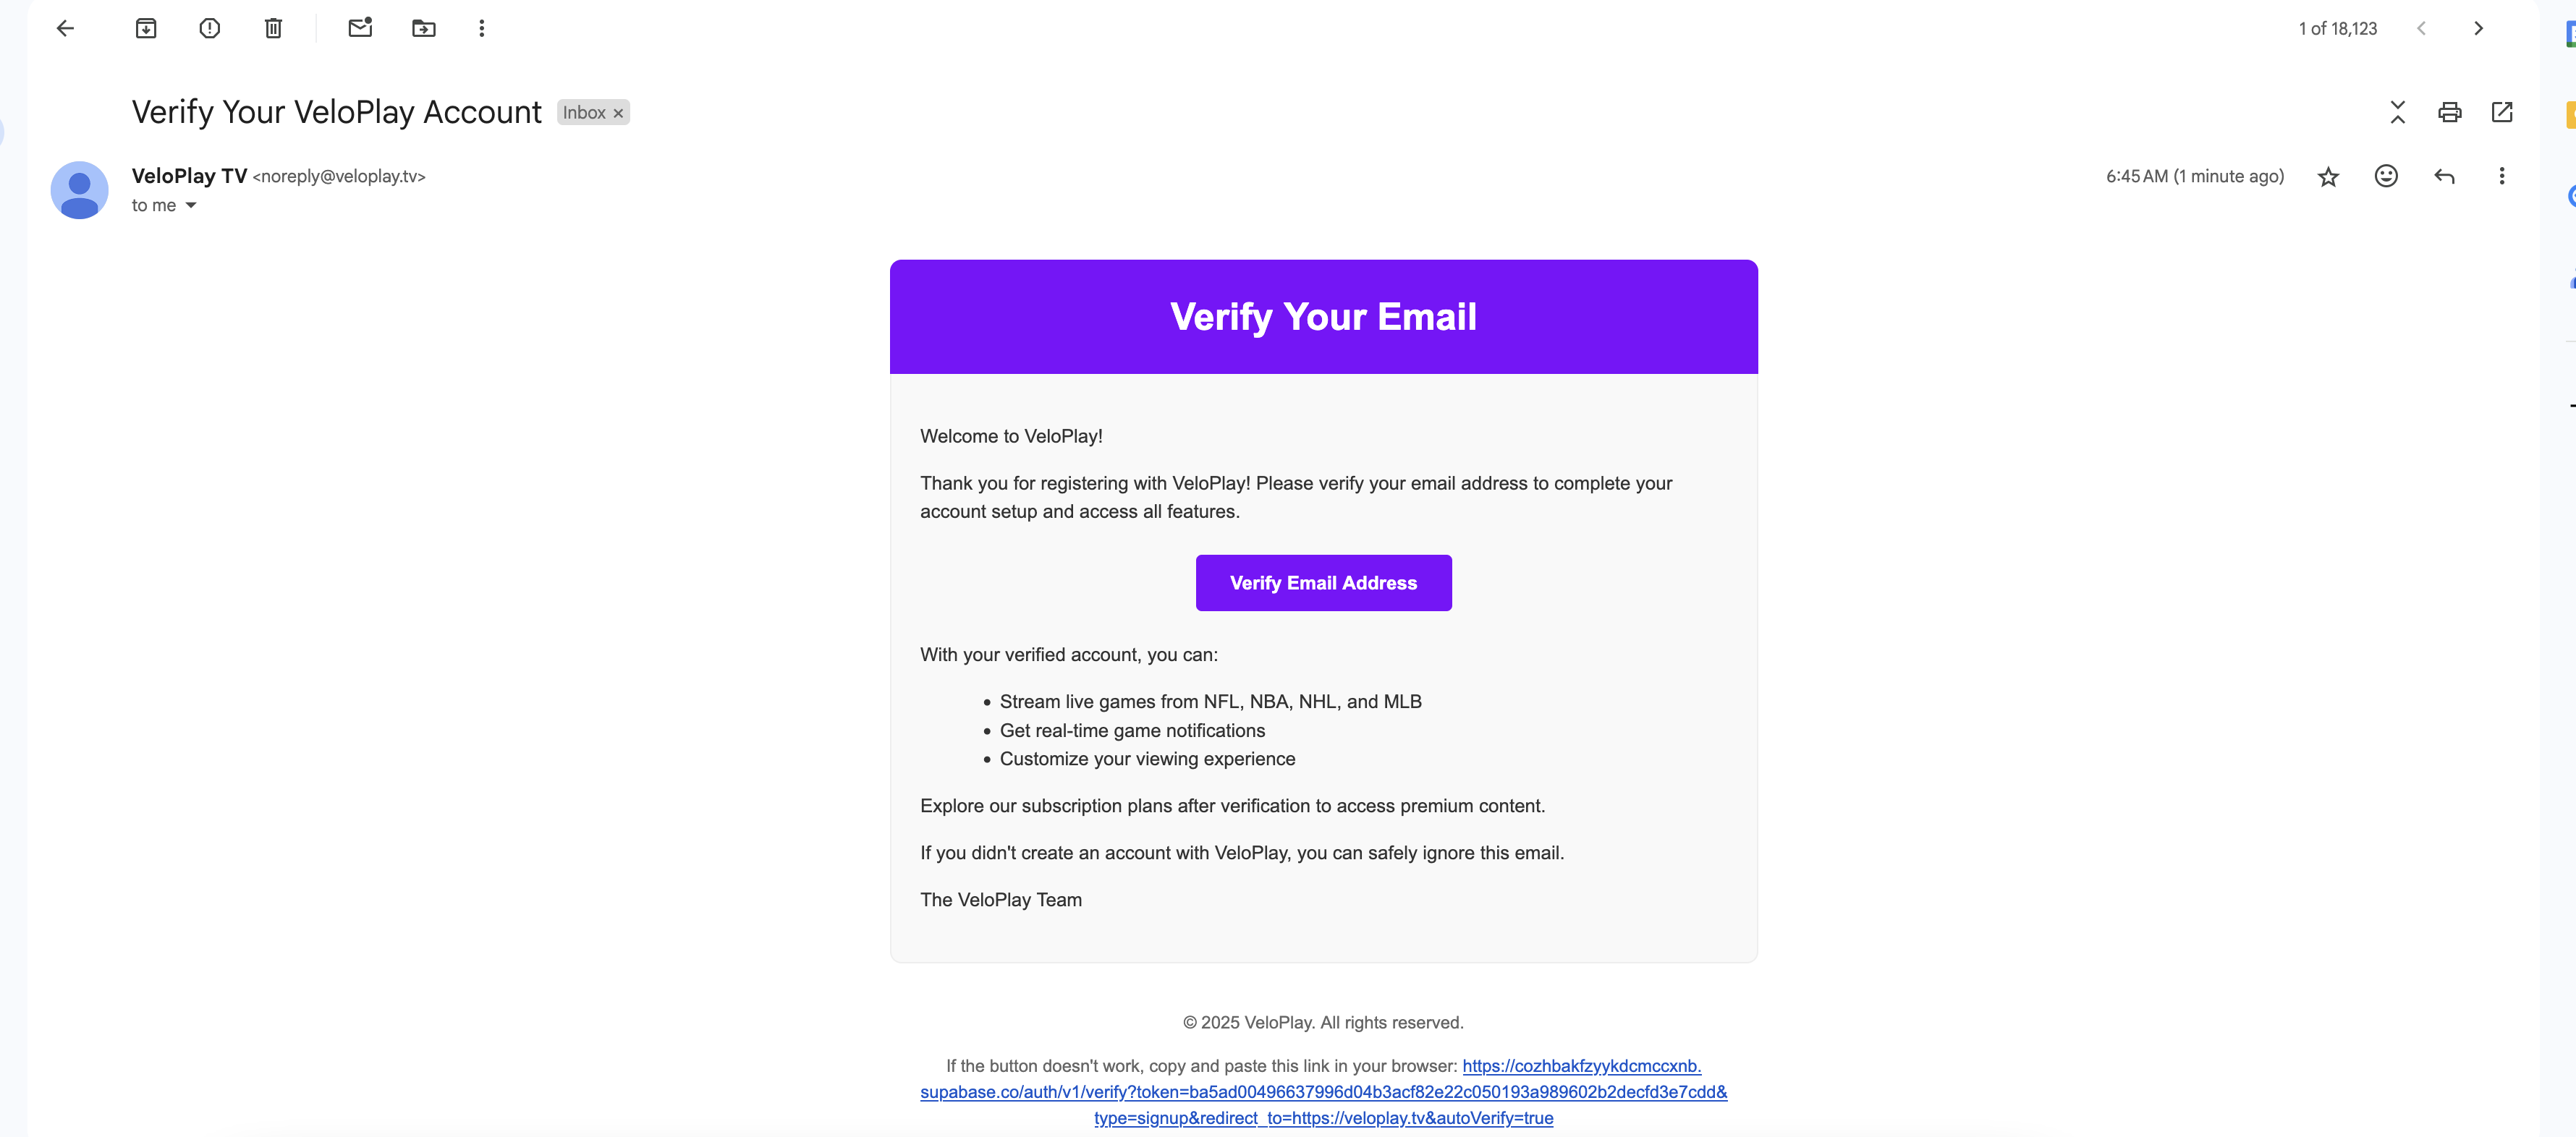 1 of 18,123
Verify Your VeloPlay Account Inbox ×
VeloPlay TV <noreply@veloplay.tv>
6:45 AM (1 minute ago)
to me
Verify Your Email
Welcome to VeloPlay!
Thank you for registering with VeloPlay! Please verify your email address to complete your
account setup and access all features.
Verify Email Address
With your verified account, you can:
• Stream live games from NFL, NBA, NHL, and MLB
• Get real-time game notifications
• Customize your viewing experience
Explore our subscription plans after verification to access premium content.
If you didn't create an account with VeloPlay, you can safely ignore this email.
The VeloPlay Team
© 2025 VeloPlay. All rights reserved.
If the button doesn't work, copy and paste this link in your browser: https://cozhbakfzyykdcmccxnb.
supabase.co/auth/v1/verify?token=ba5ad00496637996d04b3acf82e22c050193a989602b2decfd3e7cdd&
type=signup&redirect_to=https://veloplay.tv&autoVerify=true